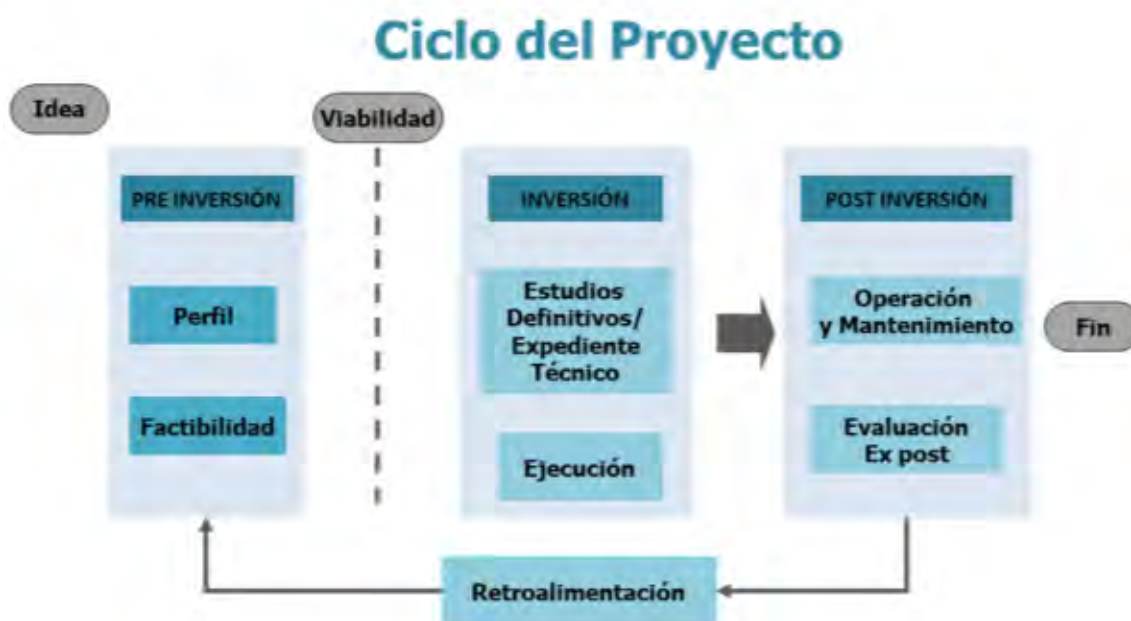 Ciclo del Proyecto
Idea
Viabilidad
PRE INVERSIÓN
Perfil
Factibilidad
INVERSIÓN
Estudios
Definitivos/
Expediente
Técnico
Ejecución
POST INVERSIÓN
Operación
y Mantenimiento
Evaluación
Ex post
Fin
Retroalimentación